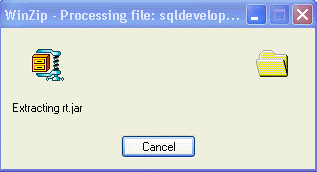 WinZip - Processing file: sqldevelop...
Extracting rt.jar
Cancel